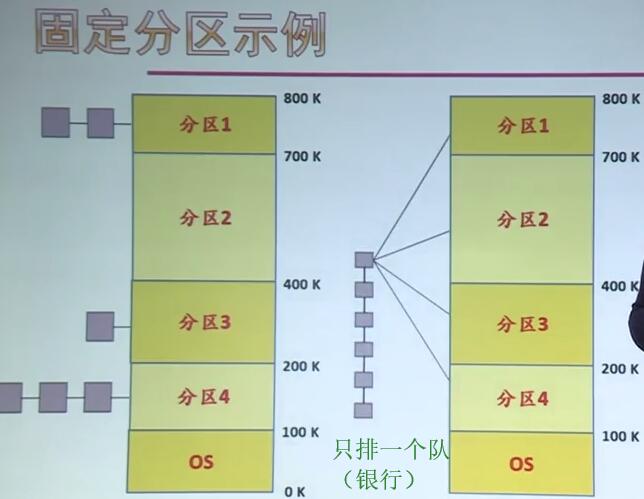 固定分区示例
800 K
分区1
700 K
分区2
400 K
分区3
200 K
分区4
100 K
OS
0 K
800 K
分区1
700 K
分区2
400 K
分区3
200 K
分区4
100 K
OS
只排一个队
（银行）